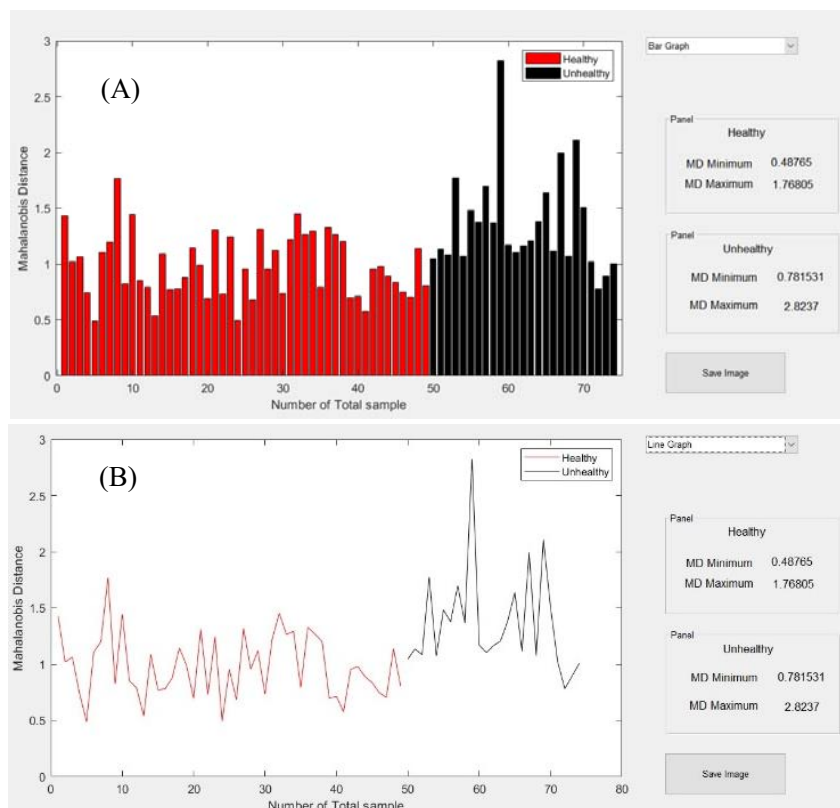 3
2.5
2
1.5
1
0.5
0
Mahalanobis Distance
(A)
Healthy
Unhealthy
0 10 20 30 40 50 60 70
Number of Total sample
Bar Graph
Panel
Healthy
MD Minimum 0.48765
MD Maximum 1.76805
Panel
Unhealthy
MD Minimum 0.781531
MD Maximum 2.8237
Save Image
3
2.5
2
1.5
1
0.5
0
Mahalanobis Distance
(B)
Healthy
Unhealthy
0 10 20 30 40 50 60 70 80
Number of Total sample
Line Graph
Panel
Healthy
MD Minimum 0.48765
MD Maximum 1.76805
Panel
Unhealthy
MD Minimum 0.781531
MD Maximum 2.8237
Save Image